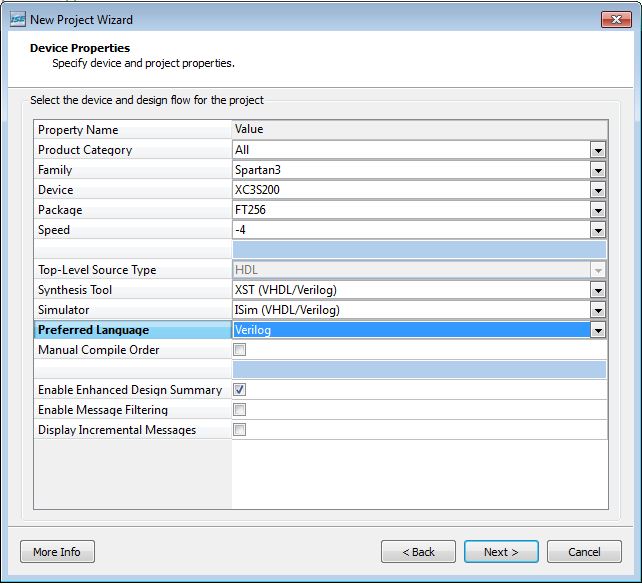 ISE New Project Wizard
Device Properties
Specify device and project properties.
Select the device and design flow for the project
Property Name Value
Product Category All
Family Spartan3
Device XC3S200
Package FT256
Speed -4
Top-Level Source Type HDL
Synthesis Tool XST (VHDL/Verilog)
Simulator ISim (VHDL/Verilog)
Preferred Language Verilog
Manual Compile Order
Enable Enhanced Design Summary
Enable Message Filtering
Display Incremental Messages
More Info < Back Next > Cancel